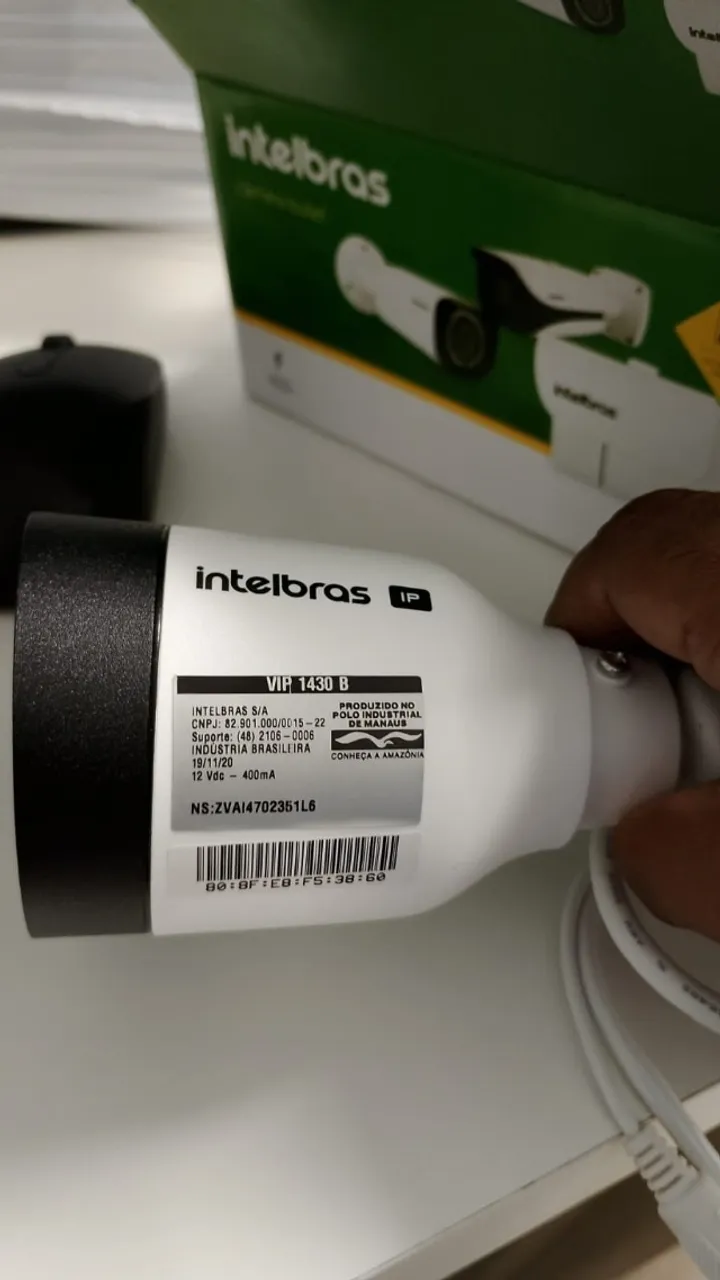 intelbras
intelbras
intelbras IP
VIP 1430 B
INTELBRAS S/A
CNPJ: 82.901.000/0015-22
Suporte: (48) 2106-0006
INDÚSTRIA BRASILEIRA
19/11/20
12 Vdc - 400mA
NS:ZVAI4702351L6
PRODUZIDO NO
POLO INDUSTRIAL
DE MANAUS
CONHEÇA A AMAZÔNIA
80:8F:E8:F5:38:60